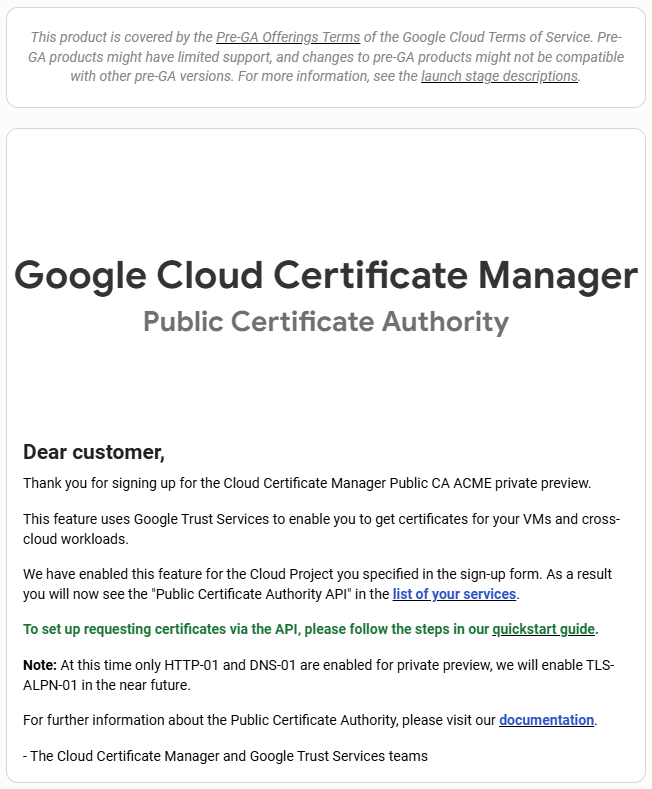 This product is covered by the Pre-GA Offerings Terms of the Google Cloud Terms of Service. Pre-
GA products might have limited support, and changes to pre-GA products might not be compatible
with other pre-GA versions. For more information, see the launch stage descriptions.
Google Cloud Certificate Manager
Public Certificate Authority
Dear customer,
Thank you for signing up for the Cloud Certificate Manager Public CA ACME private preview.
This feature uses Google Trust Services to enable you to get certificates for your VMs and cross-
cloud workloads.
We have enabled this feature for the Cloud Project you specified in the sign-up form. As a result
you will now see the "Public Certificate Authority API" in the list of your services.
To set up requesting certificates via the API, please follow the steps in our quickstart guide.
Note: At this time only HTTP-01 and DNS-01 are enabled for private preview, we will enable TLS-
ALPN-01 in the near future.
For further information about the Public Certificate Authority, please visit our documentation.
- The Cloud Certificate Manager and Google Trust Services teams